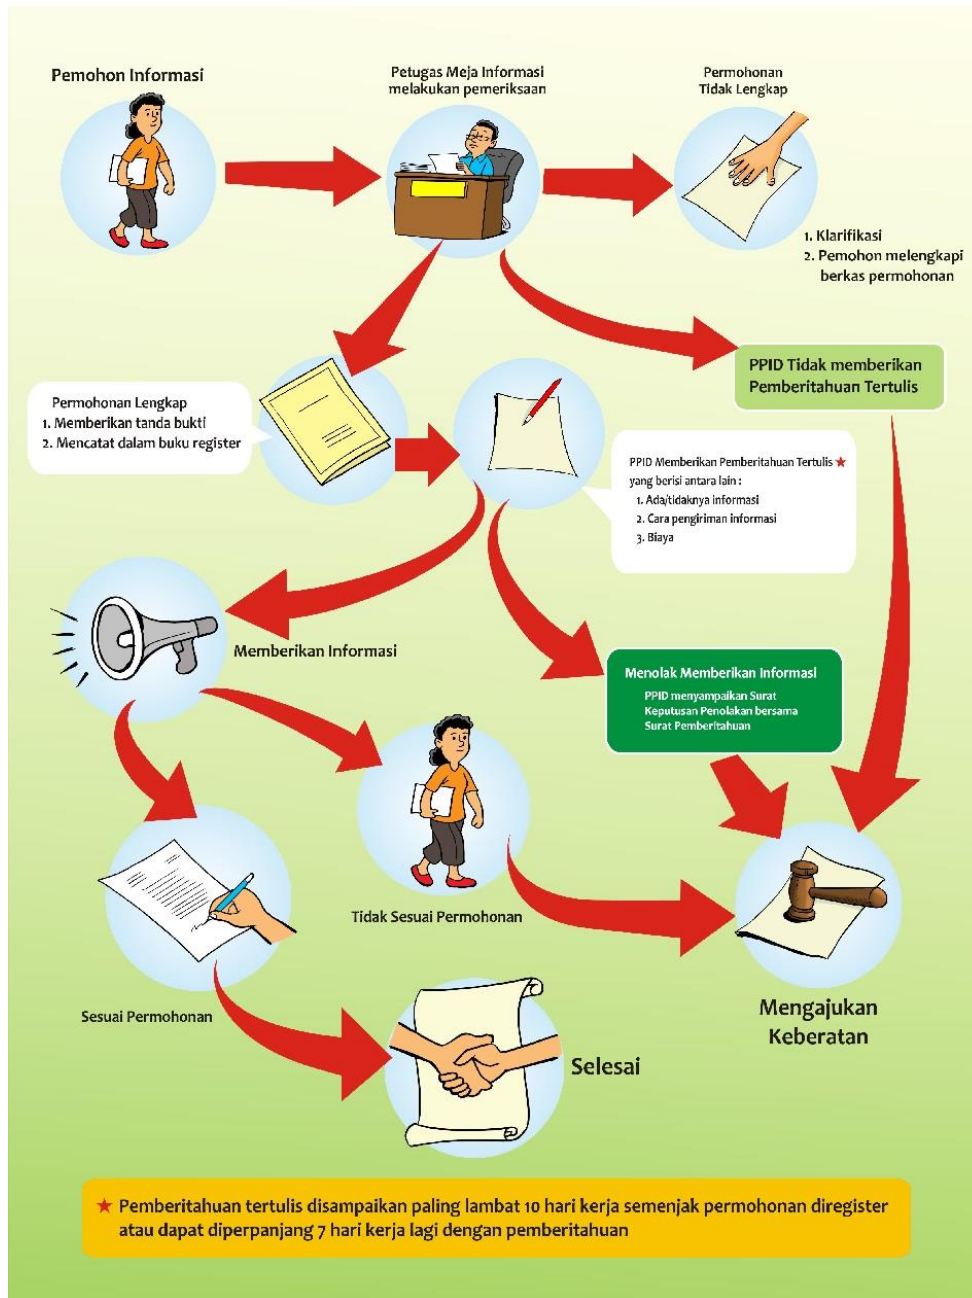 Pemohon Informasi
Petugas Meja Informasi
melakukan pemeriksaan
Permohonan
Tidak Lengkap
1. Klarifikasi
2. Pemohon melengkapi
berkas permohonan
PPID Tidak memberikan
Pemberitahuan Tertulis
Permohonan Lengkap
1. Memberikan tanda bukti
2. Mencatat dalam buku register
PPID Memberikan Pemberitahuan Tertulis ★
yang berisi antara lain :
1. Ada/tidaknya informasi
2. Cara pengiriman informasi
3. Biaya
Memberikan Informasi
Menolak Memberikan Informasi
PPID menyampaikan Surat
Keputusan Penolakan bersama
Surat Pemberitahuan
Tidak Sesuai Permohonan
Sesuai Permohonan
Mengajukan
Keberatan
Selesai
★ Pemberitahuan tertulis disampaikan paling lambat 10 hari kerja semenjak permohonan diregister
atau dapat diperpanjang 7 hari kerja lagi dengan pemberitahuan